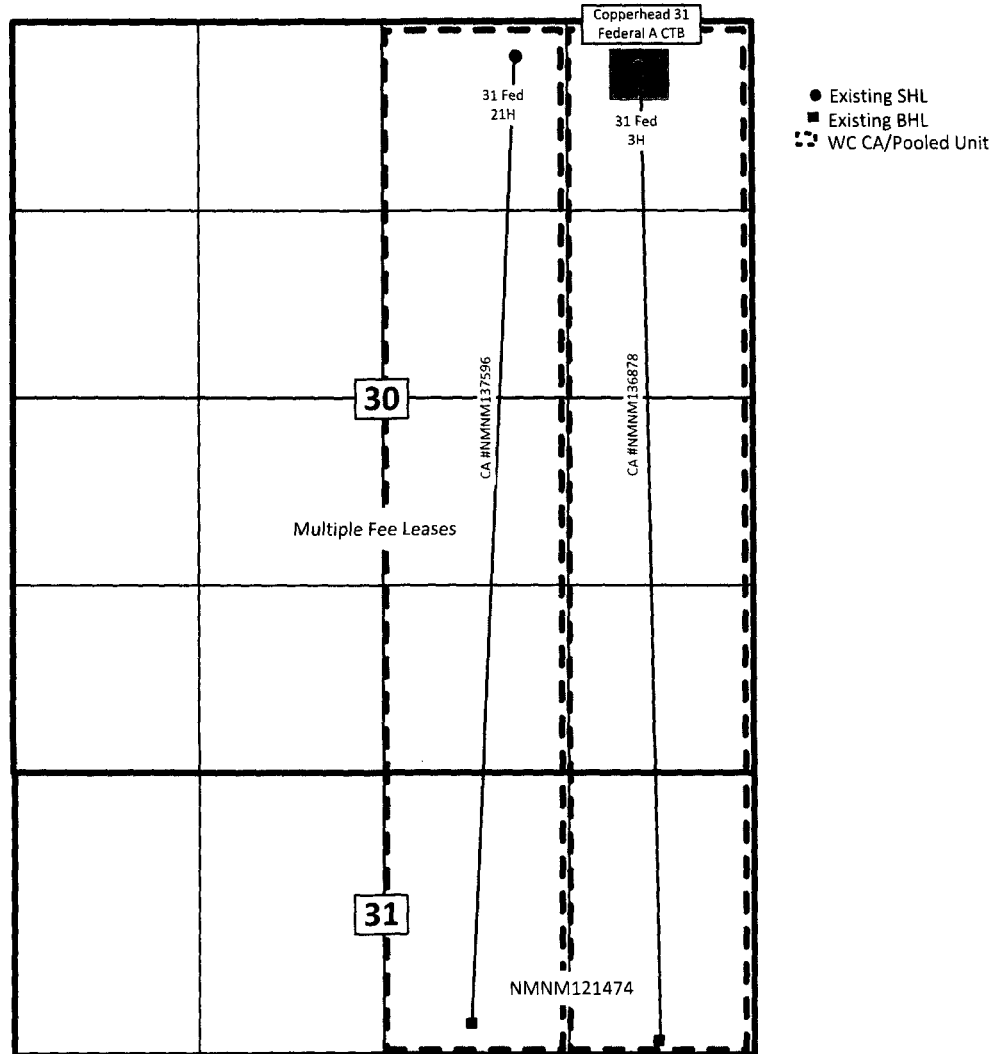 Copperhead 31
Federal A CTB
31 Fed
21H
31 Fed
3H
Existing SHL
Existing BHL
WC CA/Pooled Unit
CA #NMNM137596
CA #NMNM136878
30
Multiple Fee Leases
31
NMNM121474